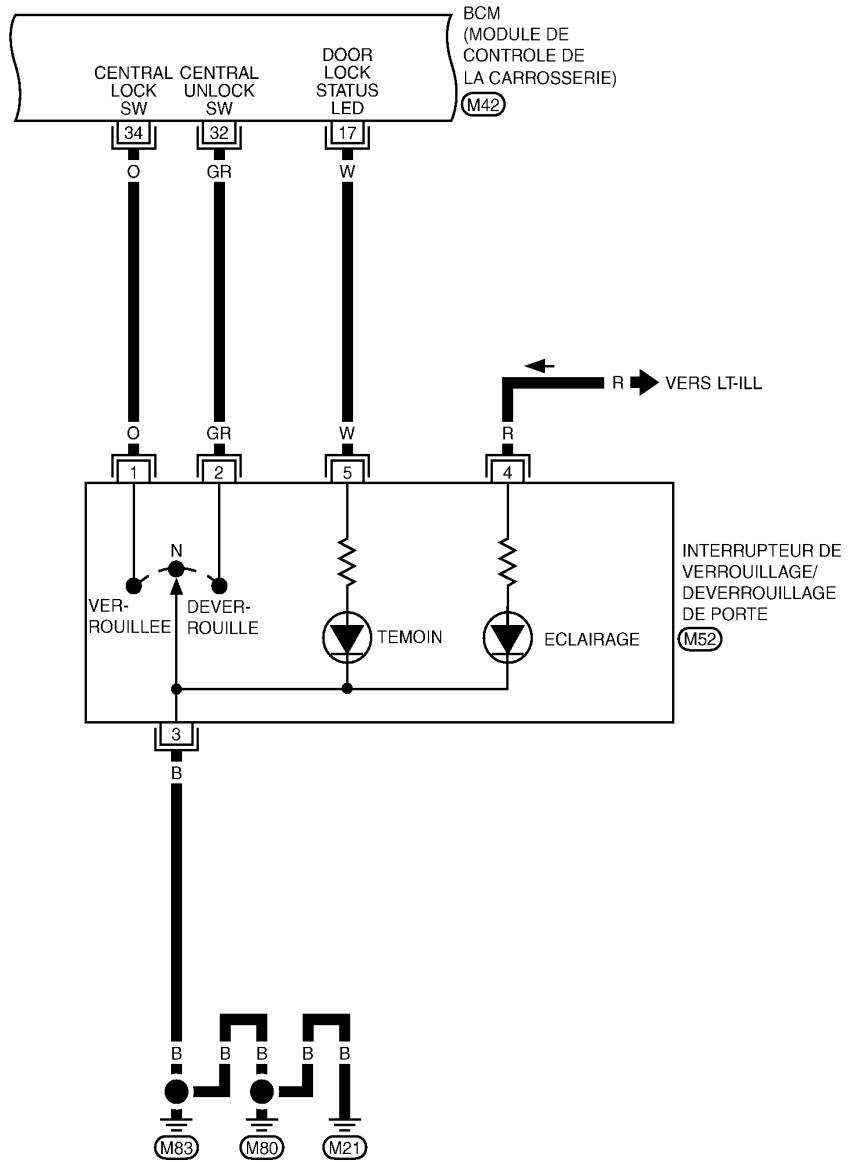 BCM
(MODULE DE
CONTROLE DE
LA CARROSSERIE)
M42
CENTRAL
LOCK
SW
CENTRAL
UNLOCK
SW
DOOR
LOCK
STATUS
LED
34
32
17
O
GR
W
R
VERS LT-ILL
O
GR
W
R
1
2
5
4
N
VER-
ROUILLEE
DEVER-
ROUILLE
TEMOIN
ECLAIRAGE
INTERRUPTEUR DE
VERROUILLAGE/
DEVERROUILLAGE
DE PORTE
M52
3
B
B
B
B
B
B
M83
M80
M21